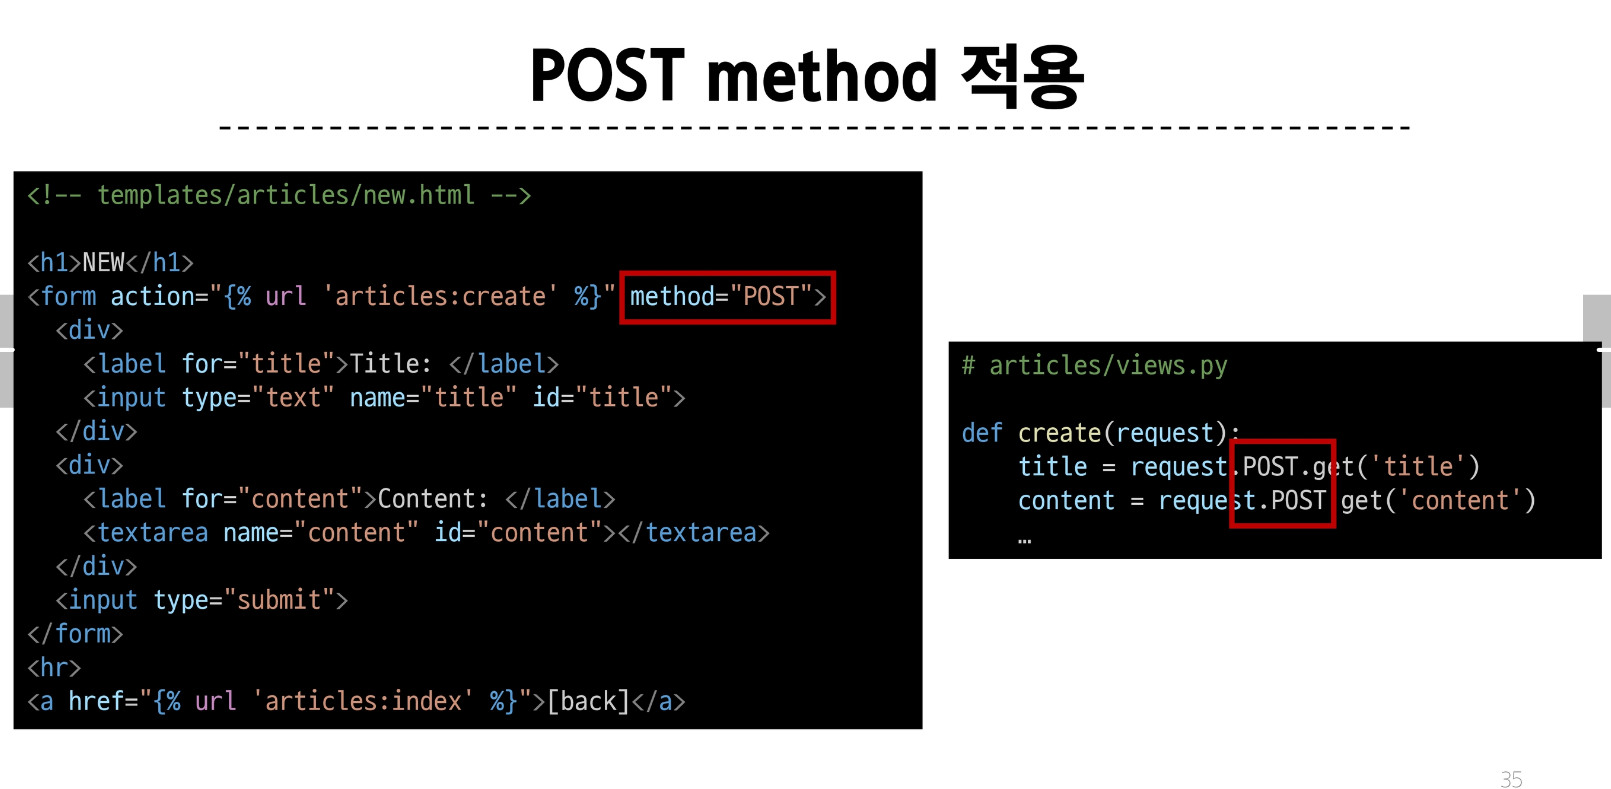 POST method 적용
<!-- templates/articles/new.html -->
<h1>NEW</h1>
<form action="{% url 'articles:create' %}" method="POST">
  <div>
    <label for="title">Title: </label>
    <input type="text" name="title" id="title">
  </div>
  <div>
    <label for="content">Content: </label>
    <textarea name="content" id="content"></textarea>
  </div>
  <input type="submit">
</form>
<hr>
<a href="{% url 'articles:index' %}">[back]</a>
# articles/views.py
def create(request):
    title = request.POST.get('title')
    content = request.POST.get('content')
    …
35